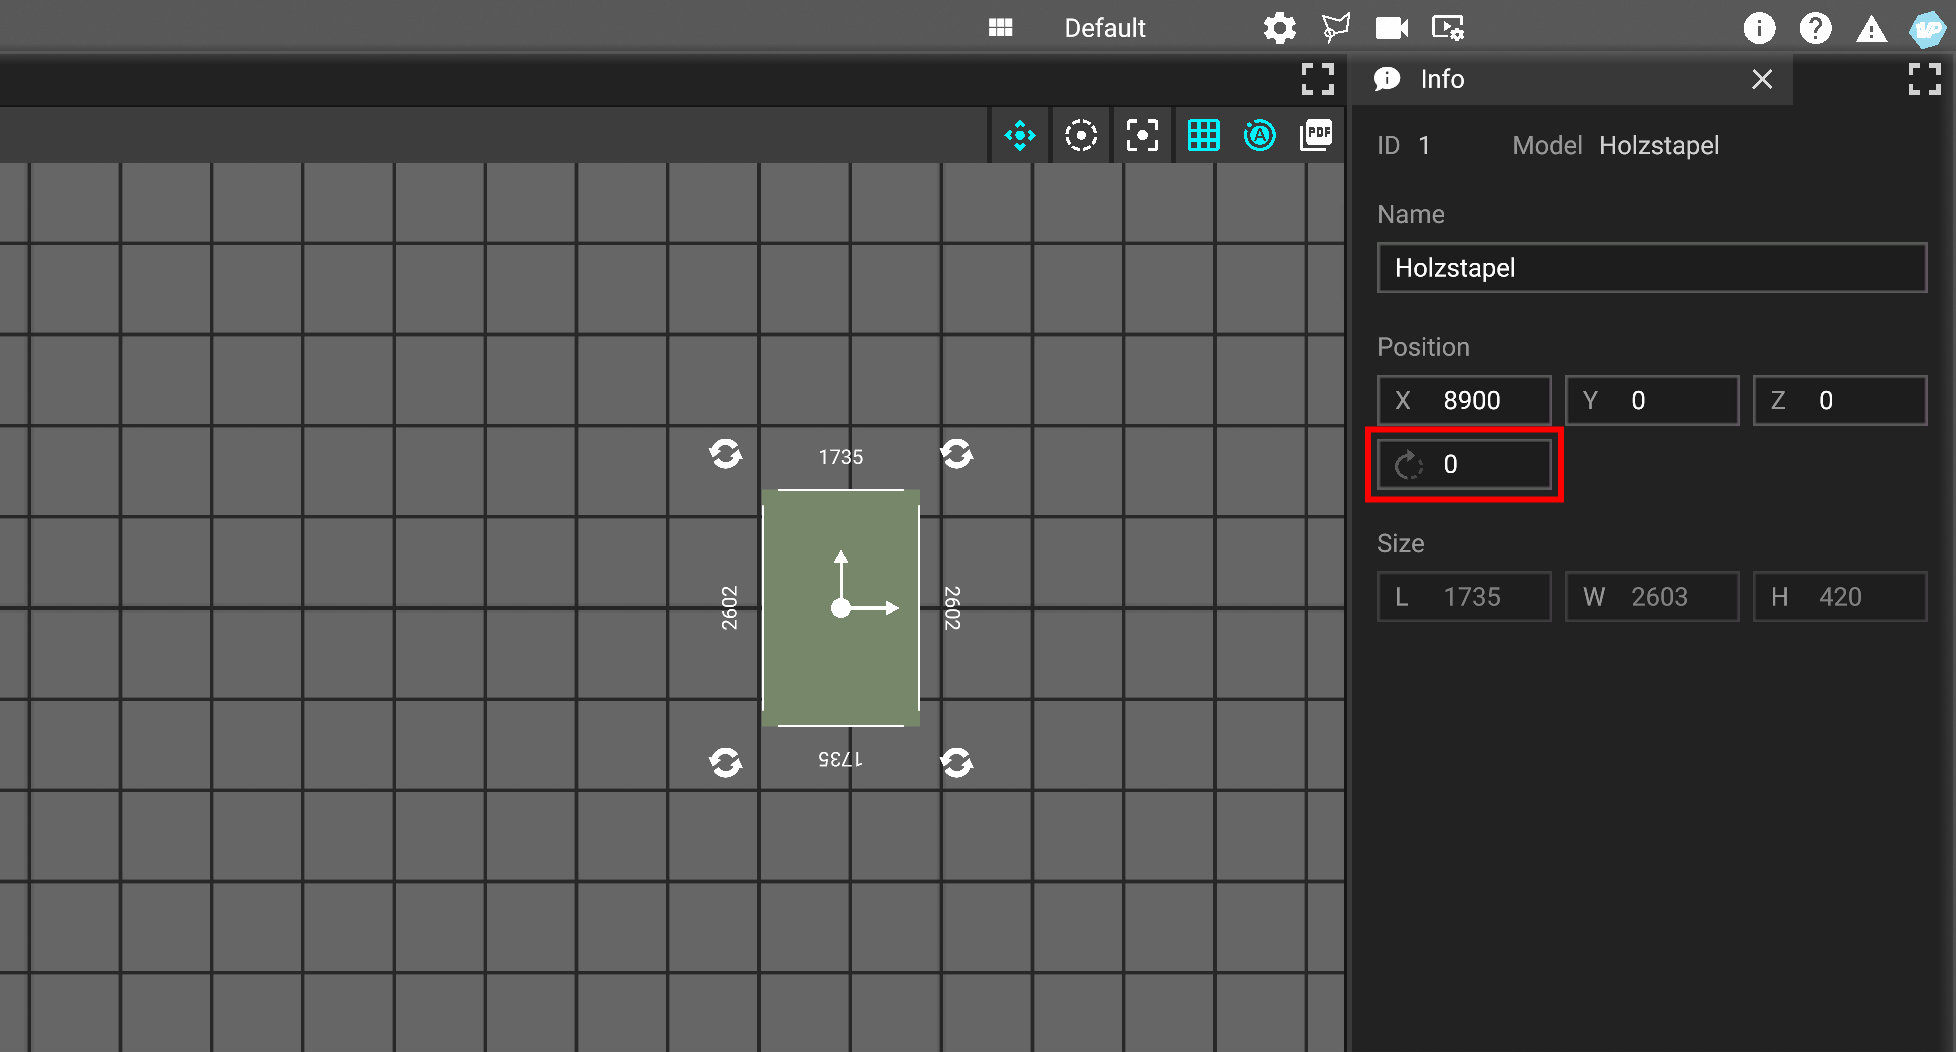 Default
Info
PDF
A
ID 1 Model Holzstapel
Name
Holzstapel
Position
X 8900 Y 0 Z 0
0
Size
L 1735 W 2603 H 420
1735
2602
2602
1735